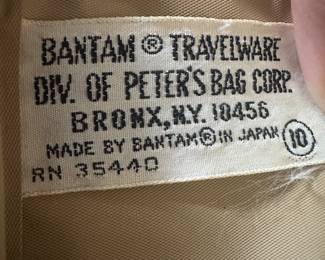 BANTAM ® TRAVELWARE
DIV. OF PETER'S BAG CORP.
BRONX, N.Y. 10456
MADE BY BANTAM ® IN JAPAN 10
RN 35440